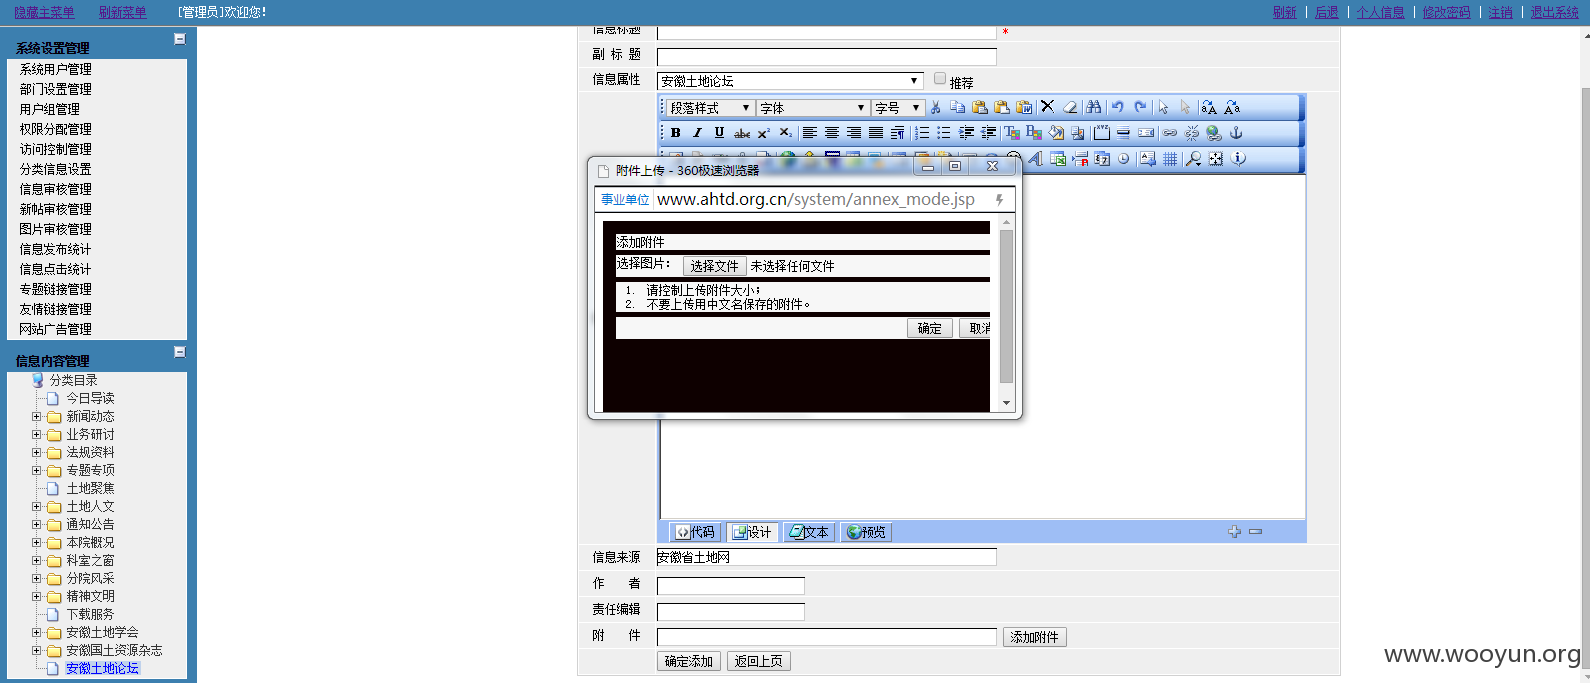 隐藏主菜单 刷新菜单 [管理员]欢迎您! 刷新 | 后退 | 个人信息 | 修改密码 | 注销 | 退出系统
系统设置管理
系统用户管理
部门设置管理
用户组管理
权限分配管理
访问控制管理
分类信息设置
信息审核管理
新帖审核管理
图片审核管理
信息发布统计
信息点击统计
专题链接管理
友情链接管理
网站广告管理
信息内容管理
分类目录
今日导读
新闻动态
业务研讨
法规资料
专题专项
土地聚焦
土地人文
通知公告
本院概况
科室之窗
分院风采
精神文明
下载服务
安徽土地学会
安徽国土资源杂志
安徽土地论坛
信息标题 *
副 标 题
信息属性 安徽土地论坛 推荐
段落样式 字体 字号
附件上传 - 360极速浏览器
事业单位 www.ahtd.org.cn/system/annex_mode.jsp
添加附件
选择图片: 选择文件 未选择任何文件
1. 请控制上传附件大小;
2. 不要上传用中文名保存的附件。
确定 取消
代码 设计 文本 预览
信息来源 安徽省土地网
作 者
责任编辑
附 件 添加附件
确定添加 返回上页
www.wooyun.org